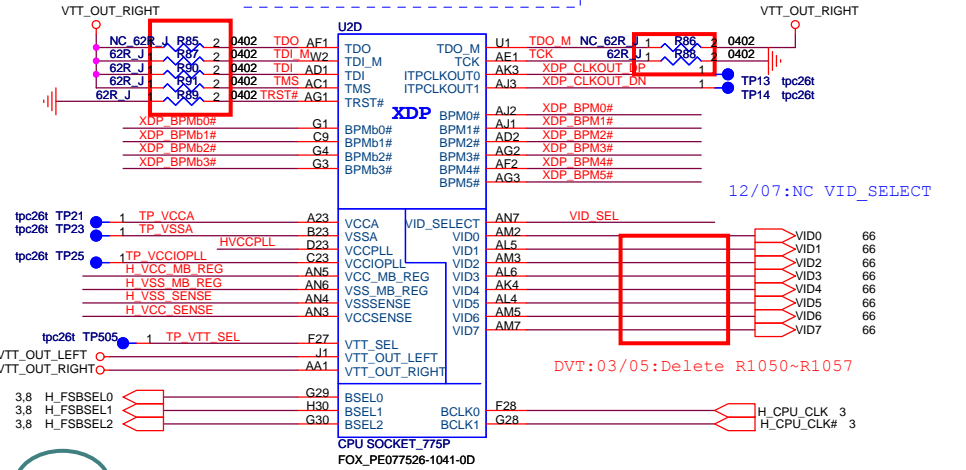 VTT_OUT_RIGHT
VTT_OUT_RIGHT
U2D
NC_62R_J R85 2 0402 TDO AF1 TDO
62R_J R87 2 0402 TDI_M W2 TDI_M
62R_J R90 2 0402 TDI AD1 TDI
62R_J R91 2 0402 TMS AC1 TMS
62R_J R89 2 0402 TRST# AG1 TRST#
TDO_M U1 TDO_M NC_62R_J 1 R86 2 0402
TCK AE1 TCK 62R_J 1 R88 2 0402
ITPCLKOUT0 AK3 XDP_CLKOUT_DP 1 TP13 tpc26t
ITPCLKOUT1 AJ3 XDP_CLKOUT_DN 1 TP14 tpc26t
XDP
XDP_BPMb0# G1 BPMb0#
XDP_BPMb1# C9 BPMb1#
XDP_BPMb2# G4 BPMb2#
XDP_BPMb3# G3 BPMb3#
BPM0# AJ2 XDP_BPM0#
BPM1# AJ1 XDP_BPM1#
BPM2# AD2 XDP_BPM2#
BPM3# AG2 XDP_BPM3#
BPM4# AF2 XDP_BPM4#
BPM5# AG3 XDP_BPM5#
12/07:NC VID_SELECT
tpc26t TP21 1 TP_VCCA A23 VCCA
tpc26t TP23 1 TP_VSSA B23 VSSA
HVCCPLL D23 VCCPLL
tpc26t TP25 1 TP_VCCIOPLL C23 VCCIOPLL
H_VCC_MB_REG AN5 VCC_MB_REG
H_VSS_MB_REG AN6 VSS_MB_REG
H_VSS_SENSE AN4 VSSSENSE
H_VCC_SENSE AN3 VCCSENSE
VID_SELECT AN7 VID_SEL
VID0 AM2 VID0 66
VID1 AL5 VID1 66
VID2 AM3 VID2 66
VID3 AL6 VID3 66
VID4 AK4 VID4 66
VID5 AL4 VID5 66
VID6 AM5 VID6 66
VID7 AM7 VID7 66
tpc26t TP505 1 TP_VTT_SEL F27 VTT_SEL
VTT_OUT_LEFT J1 VTT_OUT_LEFT
VTT_OUT_RIGHT AA1 VTT_OUT_RIGHT
DVT:03/05:Delete R1050~R1057
3,8 H_FSBSEL0 G29 BSEL0
3,8 H_FSBSEL1 H30 BSEL1
3,8 H_FSBSEL2 G30 BSEL2
BCLK0 F28 H_CPU_CLK 3
BCLK1 G28 H_CPU_CLK# 3
CPU SOCKET_775P
FOX_PE077526-1041-0D